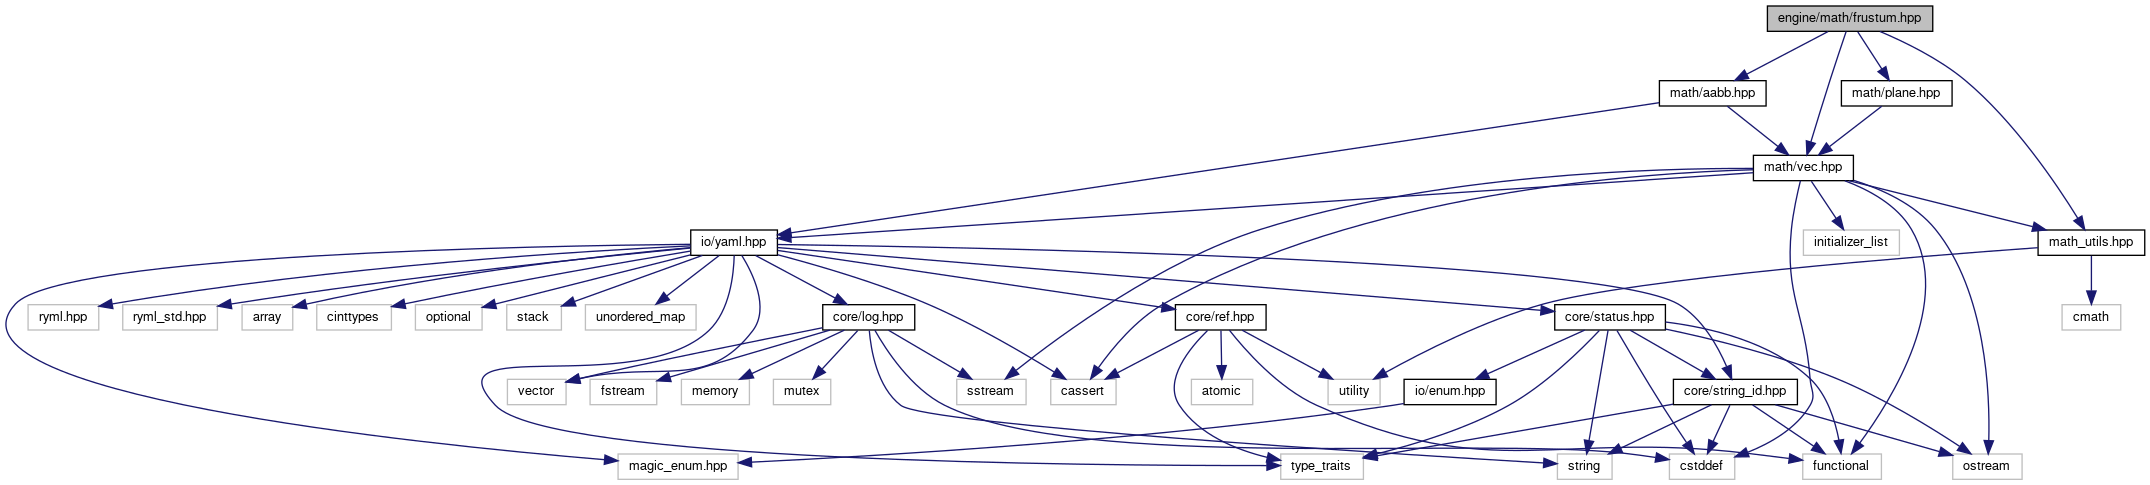 engine/math/frustum.hpp
math/aabb.hpp
math/plane.hpp
math/vec.hpp
io/yaml.hpp
initializer_list
math_utils.hpp
ryml.hpp
ryml_std.hpp
array
cinttypes
optional
stack
unordered_map
core/log.hpp
core/ref.hpp
core/status.hpp
cmath
vector
fstream
memory
mutex
sstream
cassert
atomic
utility
io/enum.hpp
core/string_id.hpp
magic_enum.hpp
type_traits
string
cstddef
functional
ostream